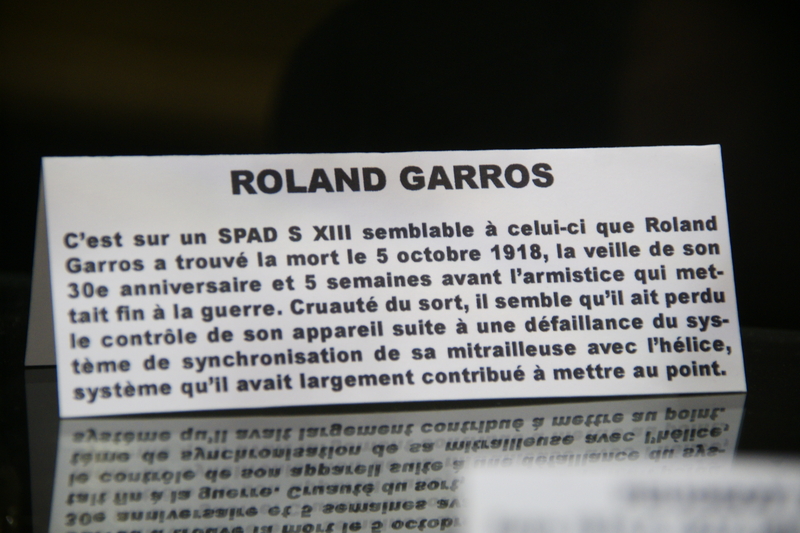 ROLAND GARROS
C'est sur un SPAD S XIII semblable à celui-ci que Roland
Garros a trouvé la mort le 5 octobre 1918, la veille de son
30e anniversaire et 5 semaines avant l'armistice qui met-
tait fin à la guerre. Cruauté du sort, il semble qu'il ait perdu
le contrôle de son appareil suite à une défaillance du sys-
tème de synchronisation de sa mitrailleuse avec l'hélice,
système qu'il avait largement contribué à mettre au point.